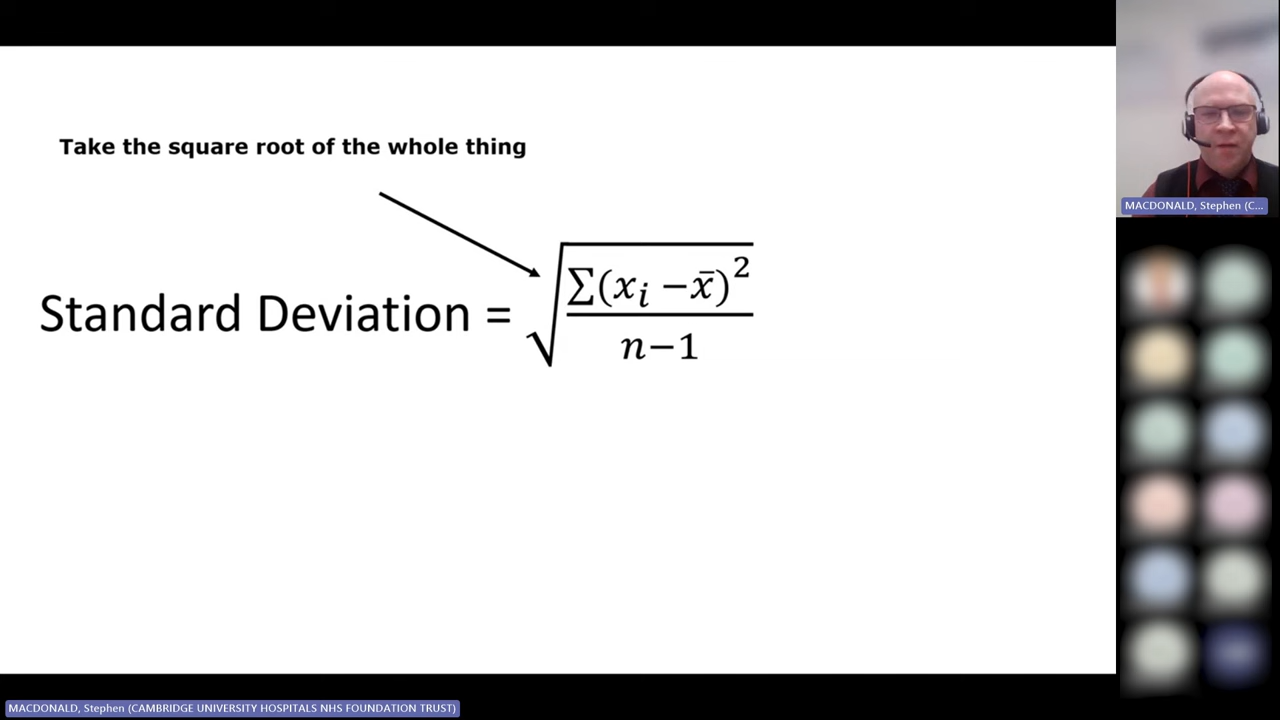 Take the square root of the whole thing
Standard Deviation = √(∑(xᵢ −x̄)² / n−1)
MACDONALD, Stephen (C...
MACDONALD, Stephen (CAMBRIDGE UNIVERSITY HOSPITALS NHS FOUNDATION TRUST)